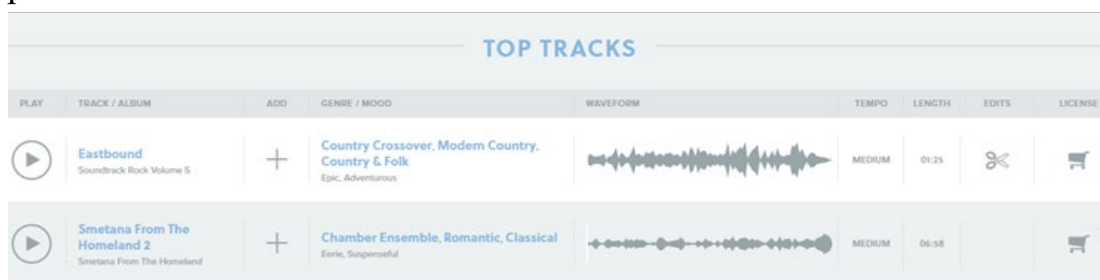 TOP TRACKS
PLAY TRACK / ALBUM ADD GENRE / MOOD WAVEFORM TEMPO LENGTH EDITS LICENSE
Eastbound
Soundtrack Rock Volume 5
Country Crossover, Modern Country,
Country & Folk
Epic, Adventurous
MEDIUM 01:25
Smetana From The
Homeland 2
Smetana From The Homeland
Chamber Ensemble, Romantic, Classical
Eerie, Suspenseful
MEDIUM 06:58